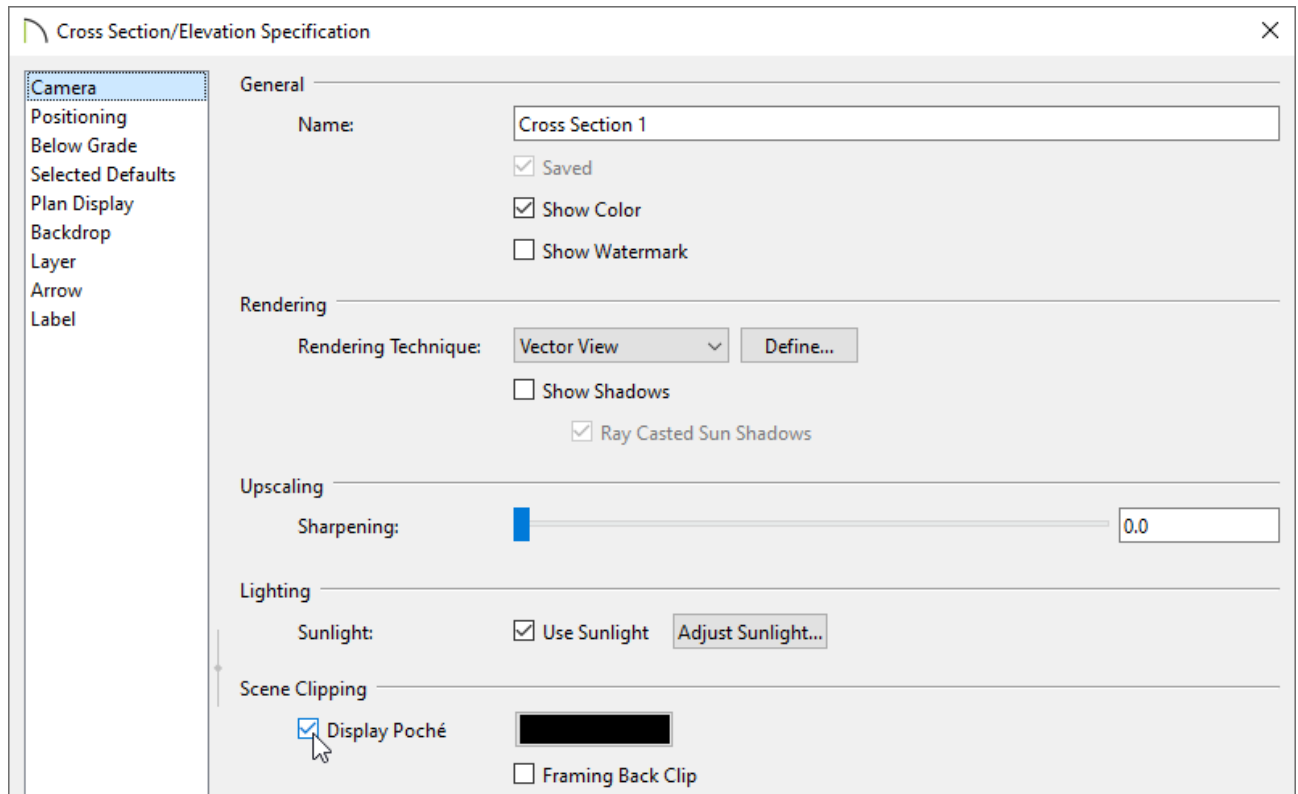 Cross Section/Elevation Specification
Camera
Positioning
Below Grade
Selected Defaults
Plan Display
Backdrop
Layer
Arrow
Label
General
Name: Cross Section 1
Saved
Show Color
Show Watermark
Rendering
Rendering Technique: Vector View Define...
Show Shadows
Ray Casted Sun Shadows
Upscaling
Sharpening: 0.0
Lighting
Sunlight: Use Sunlight Adjust Sunlight...
Scene Clipping
Display Poché
Framing Back Clip